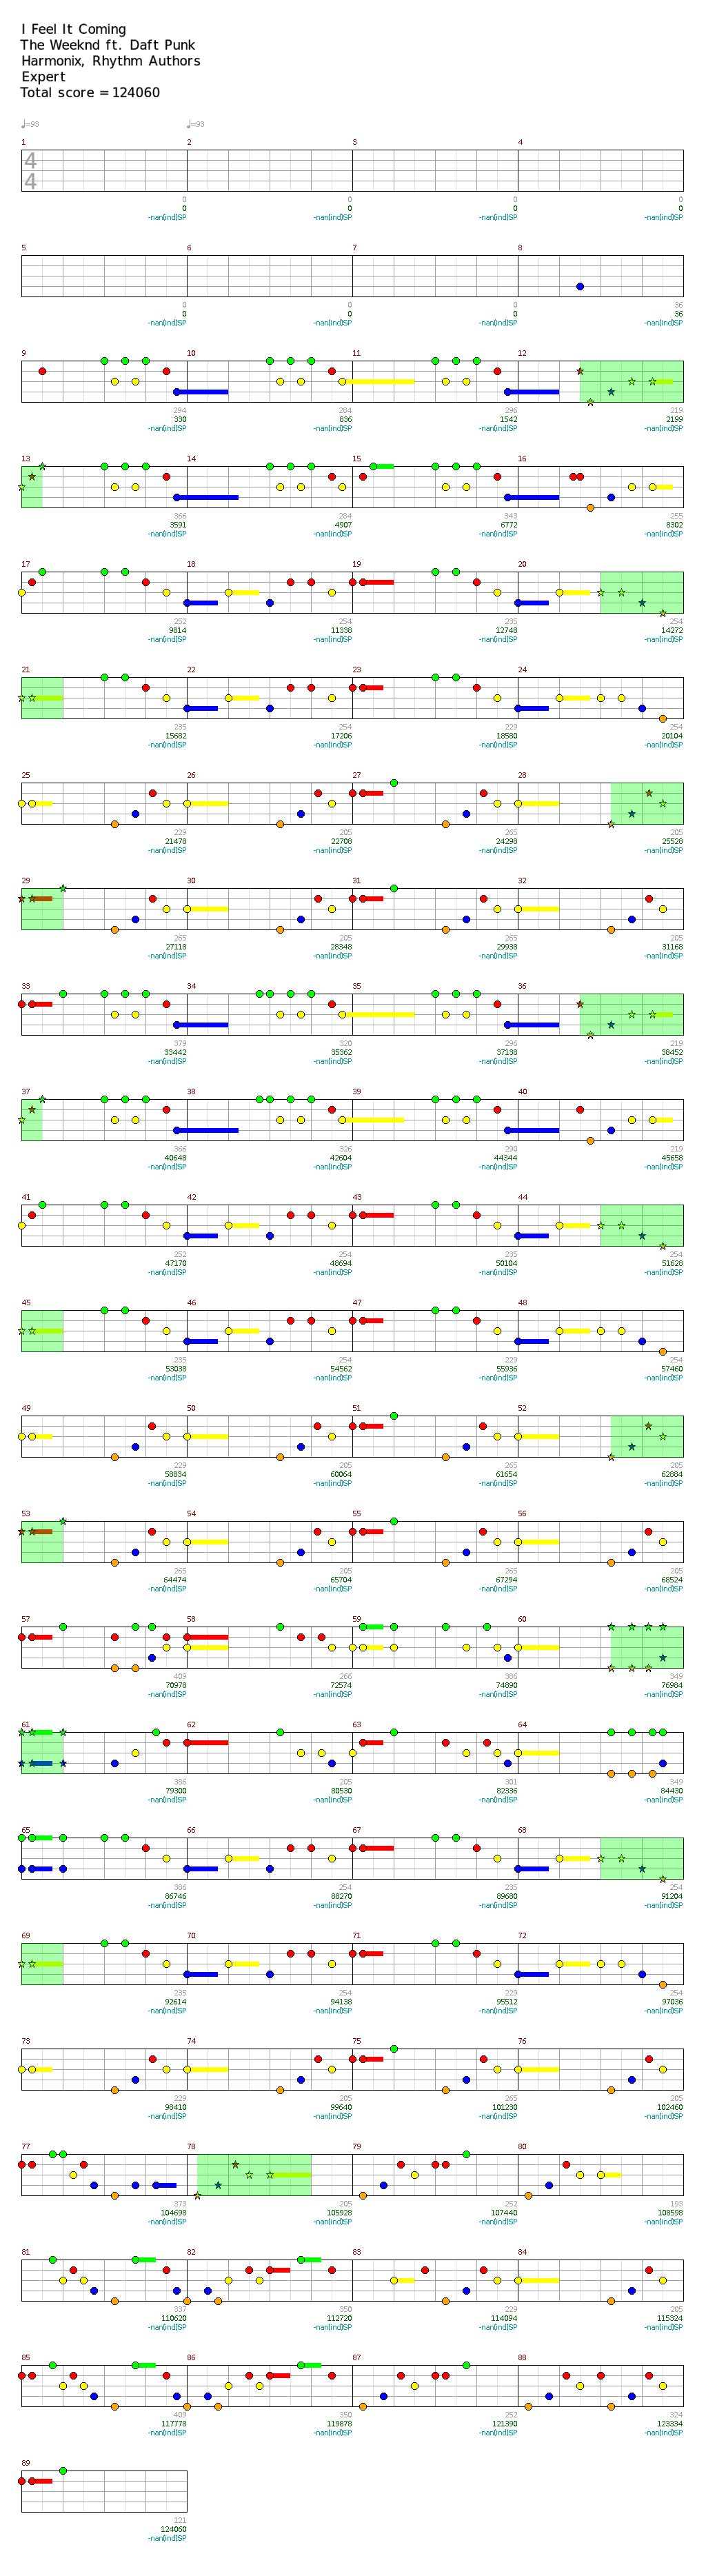 I Feel It Coming
The Weeknd ft. Daft Punk
Harmonix, Rhythm Authors
Expert
Total score = 124060
♩=93 ♩=93
1 2 3 4
4
4
0 0 0 0
0 0 0 0
-nan(ind)SP -nan(ind)SP -nan(ind)SP -nan(ind)SP
5 6 7 8
0 0 0 36
0 0 0 36
-nan(ind)SP -nan(ind)SP -nan(ind)SP -nan(ind)SP
9 10 11 12
294 284 296 219
330 836 1542 2199
-nan(ind)SP -nan(ind)SP -nan(ind)SP -nan(ind)SP
13 14 15 16
366 284 343 255
3591 4907 6772 8302
-nan(ind)SP -nan(ind)SP -nan(ind)SP -nan(ind)SP
17 18 19 20
252 254 235 254
9814 11338 12748 14272
-nan(ind)SP -nan(ind)SP -nan(ind)SP -nan(ind)SP
21 22 23 24
235 254 229 254
15682 17206 18580 20104
-nan(ind)SP -nan(ind)SP -nan(ind)SP -nan(ind)SP
25 26 27 28
229 205 265 205
21478 22708 24298 25528
-nan(ind)SP -nan(ind)SP -nan(ind)SP -nan(ind)SP
29 30 31 32
265 205 265 205
27118 28348 29938 31168
-nan(ind)SP -nan(ind)SP -nan(ind)SP -nan(ind)SP
33 34 35 36
379 320 296 219
33442 35362 37138 38452
-nan(ind)SP -nan(ind)SP -nan(ind)SP -nan(ind)SP
37 38 39 40
366 326 290 219
40648 42604 44344 45658
-nan(ind)SP -nan(ind)SP -nan(ind)SP -nan(ind)SP
41 42 43 44
252 254 235 254
47170 48694 50104 51628
-nan(ind)SP -nan(ind)SP -nan(ind)SP -nan(ind)SP
45 46 47 48
235 254 229 254
53038 54562 55936 57460
-nan(ind)SP -nan(ind)SP -nan(ind)SP -nan(ind)SP
49 50 51 52
229 205 265 205
58834 60064 61654 62884
-nan(ind)SP -nan(ind)SP -nan(ind)SP -nan(ind)SP
53 54 55 56
265 205 265 205
64474 65704 67294 68524
-nan(ind)SP -nan(ind)SP -nan(ind)SP -nan(ind)SP
57 58 59 60
409 266 386 349
70978 72574 74890 76984
-nan(ind)SP -nan(ind)SP -nan(ind)SP -nan(ind)SP
61 62 63 64
386 205 301 349
79300 80530 82336 84430
-nan(ind)SP -nan(ind)SP -nan(ind)SP -nan(ind)SP
65 66 67 68
386 254 235 254
86746 88270 89680 91204
-nan(ind)SP -nan(ind)SP -nan(ind)SP -nan(ind)SP
69 70 71 72
235 254 229 254
92614 94138 95512 97036
-nan(ind)SP -nan(ind)SP -nan(ind)SP -nan(ind)SP
73 74 75 76
229 205 265 205
98410 99640 101230 102460
-nan(ind)SP -nan(ind)SP -nan(ind)SP -nan(ind)SP
77 78 79 80
373 205 252 193
104698 105928 107440 108598
-nan(ind)SP -nan(ind)SP -nan(ind)SP -nan(ind)SP
81 82 83 84
337 350 229 205
110620 112720 114094 115324
-nan(ind)SP -nan(ind)SP -nan(ind)SP -nan(ind)SP
85 86 87 88
409 350 252 324
117778 119878 121390 123334
-nan(ind)SP -nan(ind)SP -nan(ind)SP -nan(ind)SP
89
121
124060
-nan(ind)SP